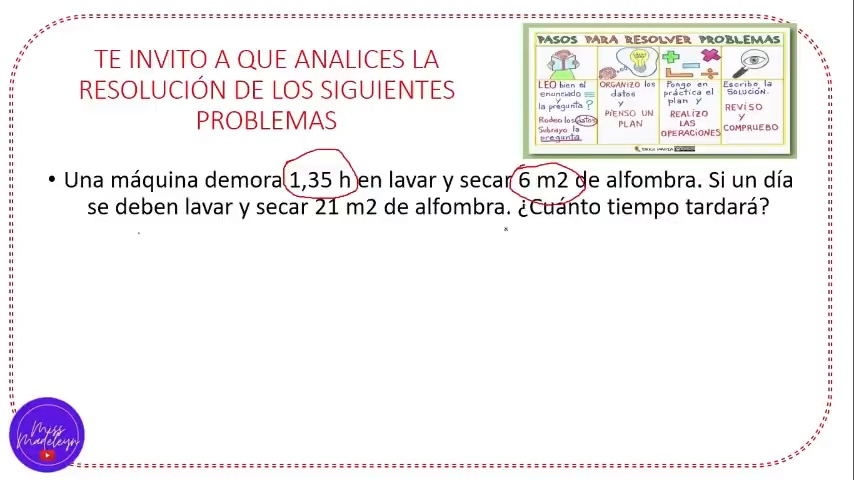 TE INVITO A QUE ANALICES LA
RESOLUCIÓN DE LOS SIGUIENTES
PROBLEMAS
PASOS PARA RESOLVER PROBLEMAS
LEO bien el
enunciado
y
la pregunta ?
Rodeo los datos
Subrayo la
pregunta.
ORGANIZO los
datos
y
PIENSO UN
PLAN
Pongo en
práctica el
plan y
REALIZO
LAS
OPERACIONES
Escribo la
SOLUCIÓN.
REVISO
Y
COMPRUEBO
• Una máquina demora 1,35 h en lavar y secar 6 m2 de alfombra. Si un día
se deben lavar y secar 21 m2 de alfombra. ¿Cuánto tiempo tardará?
Miss
Madeleyn